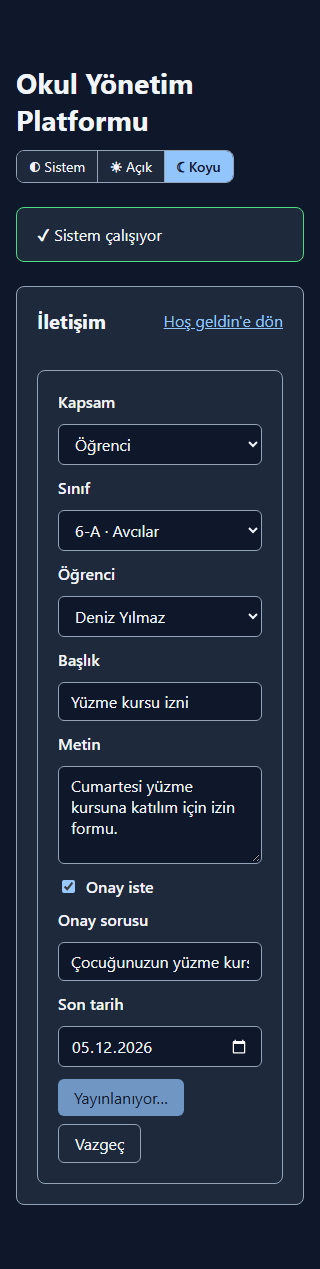 Okul Yönetim
Platformu
Sistem
Açık
Koyu
✓ Sistem çalışıyor
İletişim
Hoş geldin'e dön
Kapsam
Öğrenci
Sınıf
6-A · Avcılar
Öğrenci
Deniz Yılmaz
Başlık
Yüzme kursu izni
Metin
Cumartesi yüzme
kursuna katılım için izin
formu.
Onay iste
Onay sorusu
Çocuğunuzun yüzme
Son tarih
05.12.2026
Yayınlanıyor...
Vazgeç